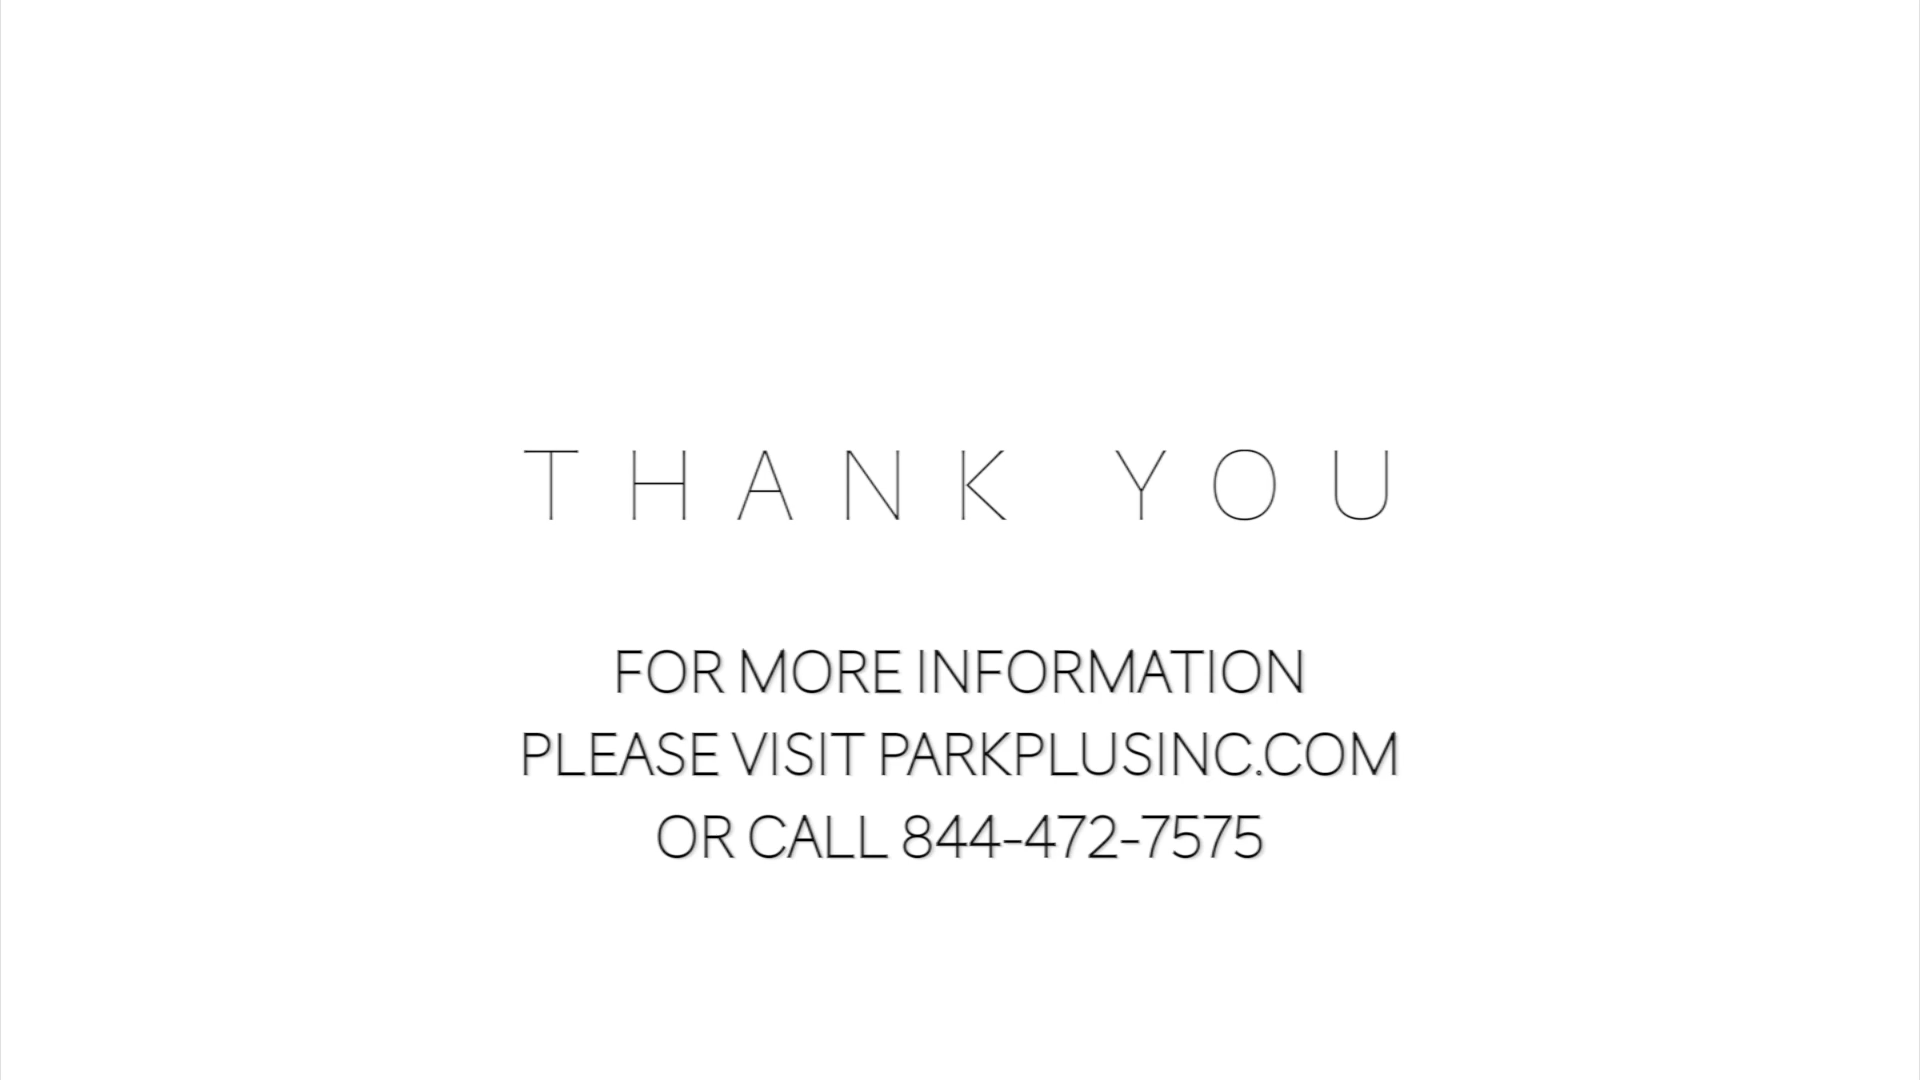 THANK YOU
FOR MORE INFORMATION
PLEASE VISIT PARKPLUSINC.COM
OR CALL 844-472-7575